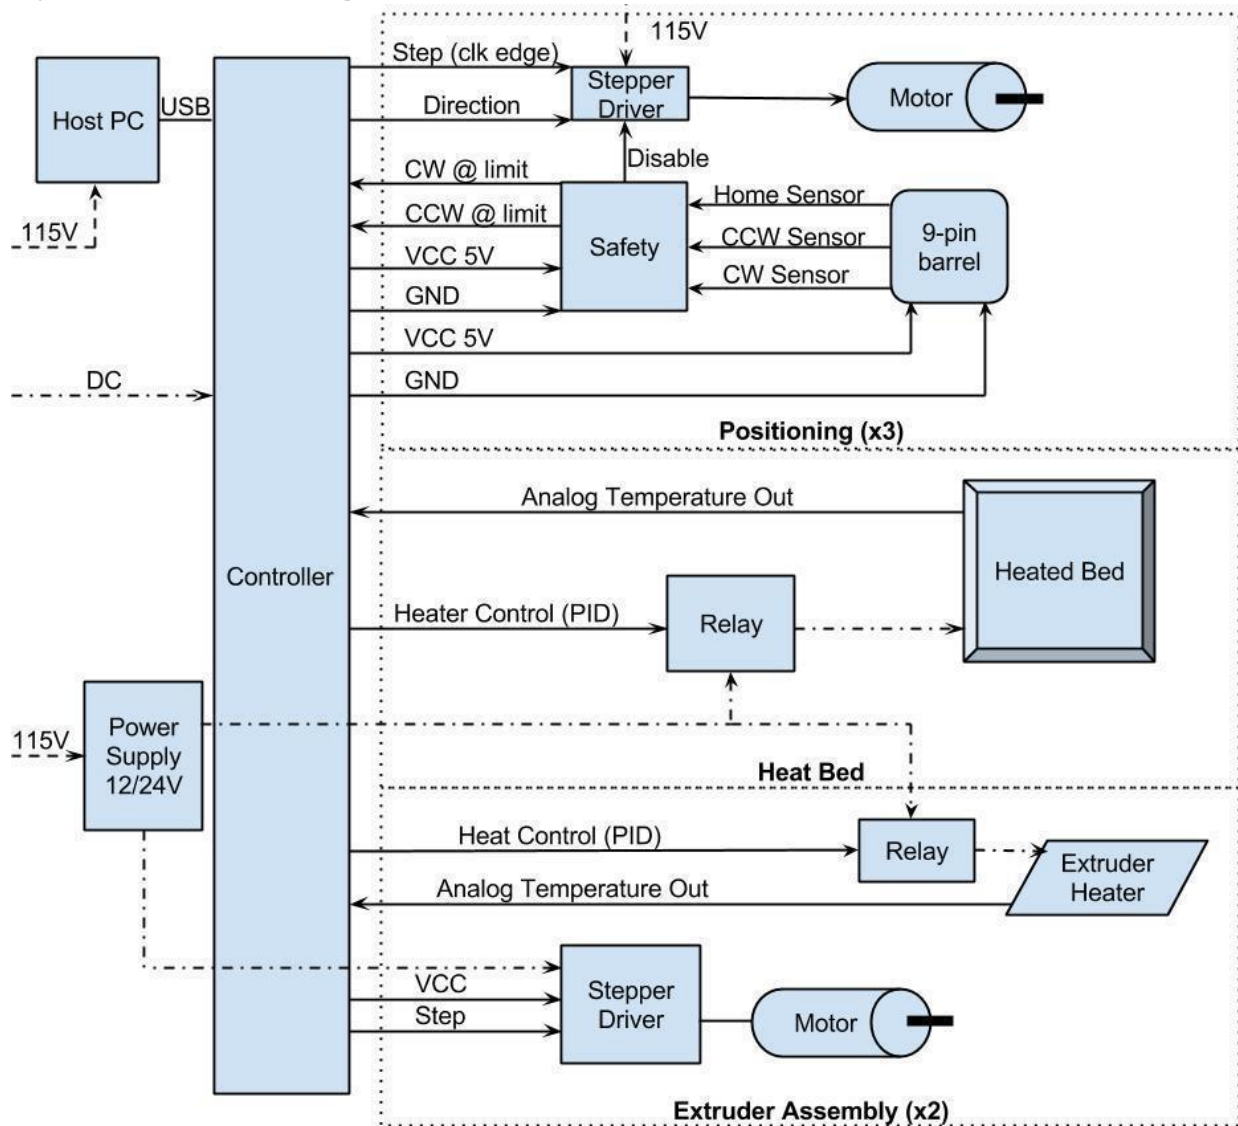 115V
Step (clk edge)
Stepper
Driver
Motor
Host PC
USB
Direction
Disable
CW @ limit
CCW @ limit
VCC 5V
GND
Safety
Home Sensor
CCW Sensor
CW Sensor
9-pin
barrel
115V
VCC 5V
GND
DC
Positioning (x3)
Analog Temperature Out
Heated Bed
Controller
Heater Control (PID)
Relay
Power
Supply
12/24V
115V
Heat Bed
Heat Control (PID)
Relay
Extruder
Heater
Analog Temperature Out
VCC
Step
Stepper
Driver
Motor
Extruder Assembly (x2)